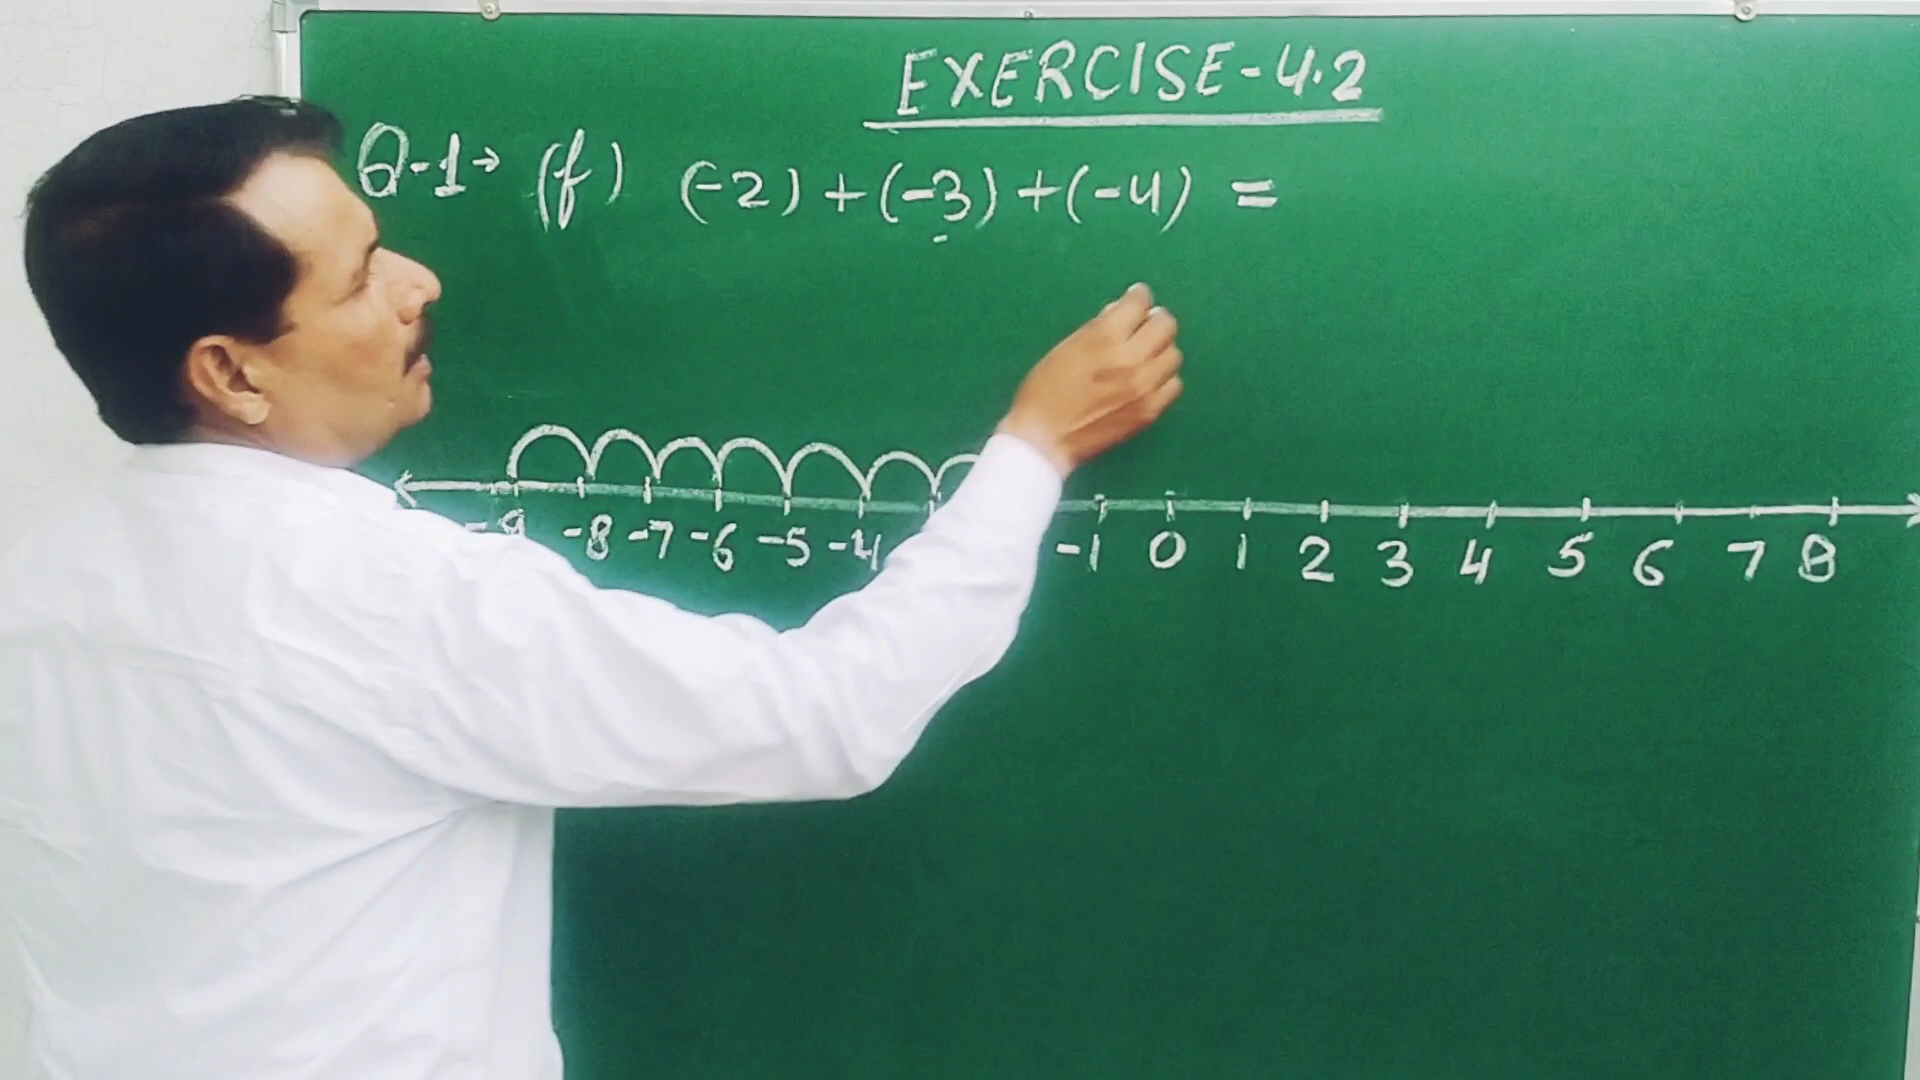 EXERCISE-4.2
Q-1→ (f) (-2) + (-3) + (-4) =
-9 -8 -7 -6 -5 -4 -1 0 1 2 3 4 5 6 7 8